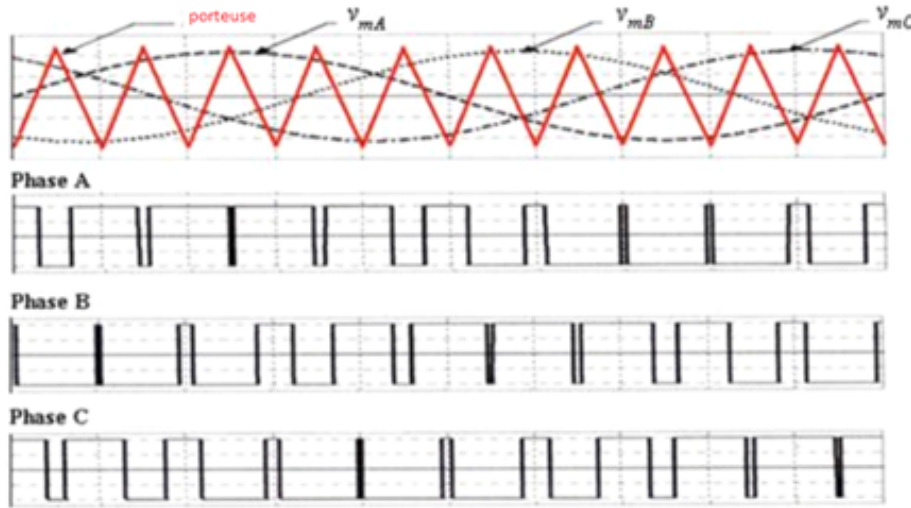 porteuse
v_mA
v_mB
v_mC
Phase A
Phase B
Phase C